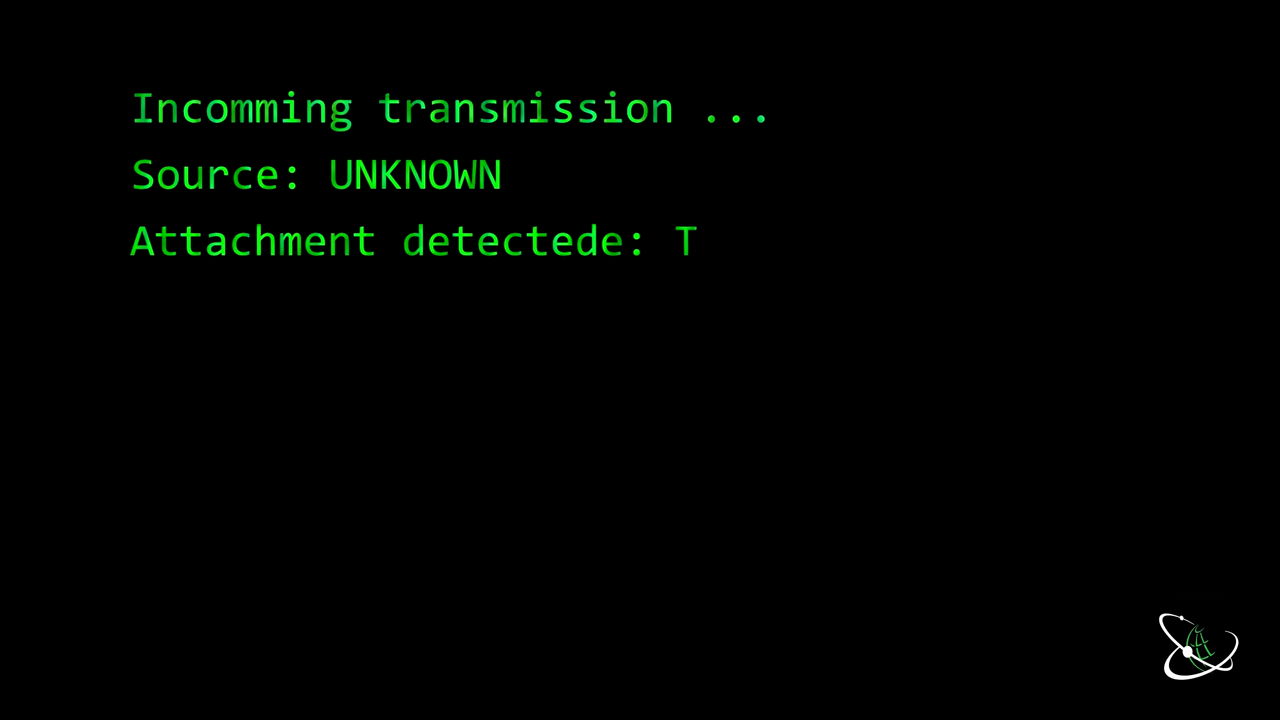 Incomming transmission ...
Source: UNKNOWN
Attachment detectede: T